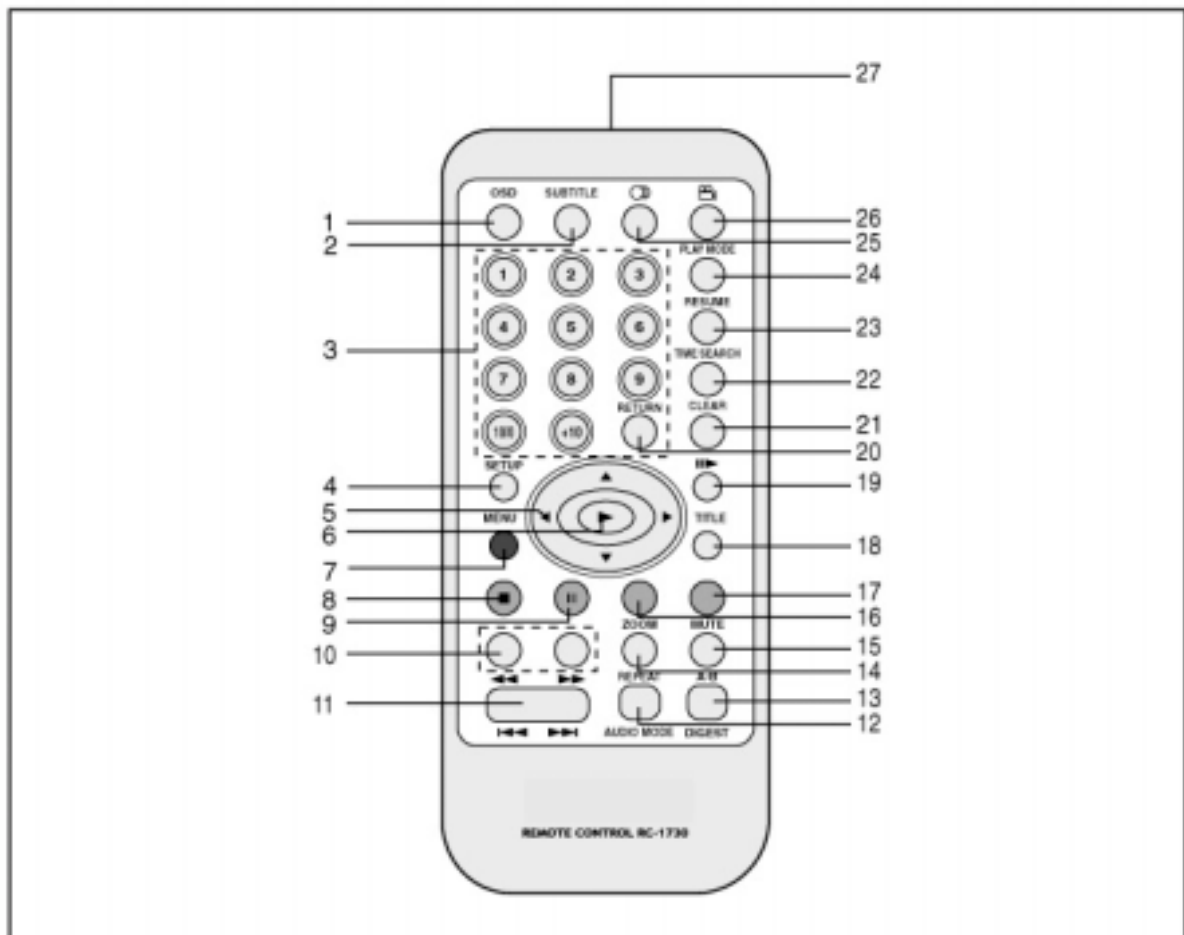 27
OSD SUBTITLE
1
2
26
25
PLAY MODE
24
1 2 3
RESUME
23
3
4 5 6
TIME SEARCH
22
7 8 9
RETURN CLEAR
21
20
100 +10
SETUP
4
19
5
6
MENU TITLE
7
18
8
9
17
16
ZOOM MUTE
10
15
14
REPEAT A-B
11
13
12
AUDIO MODE DIGEST
REMOTE CONTROL RC-1730